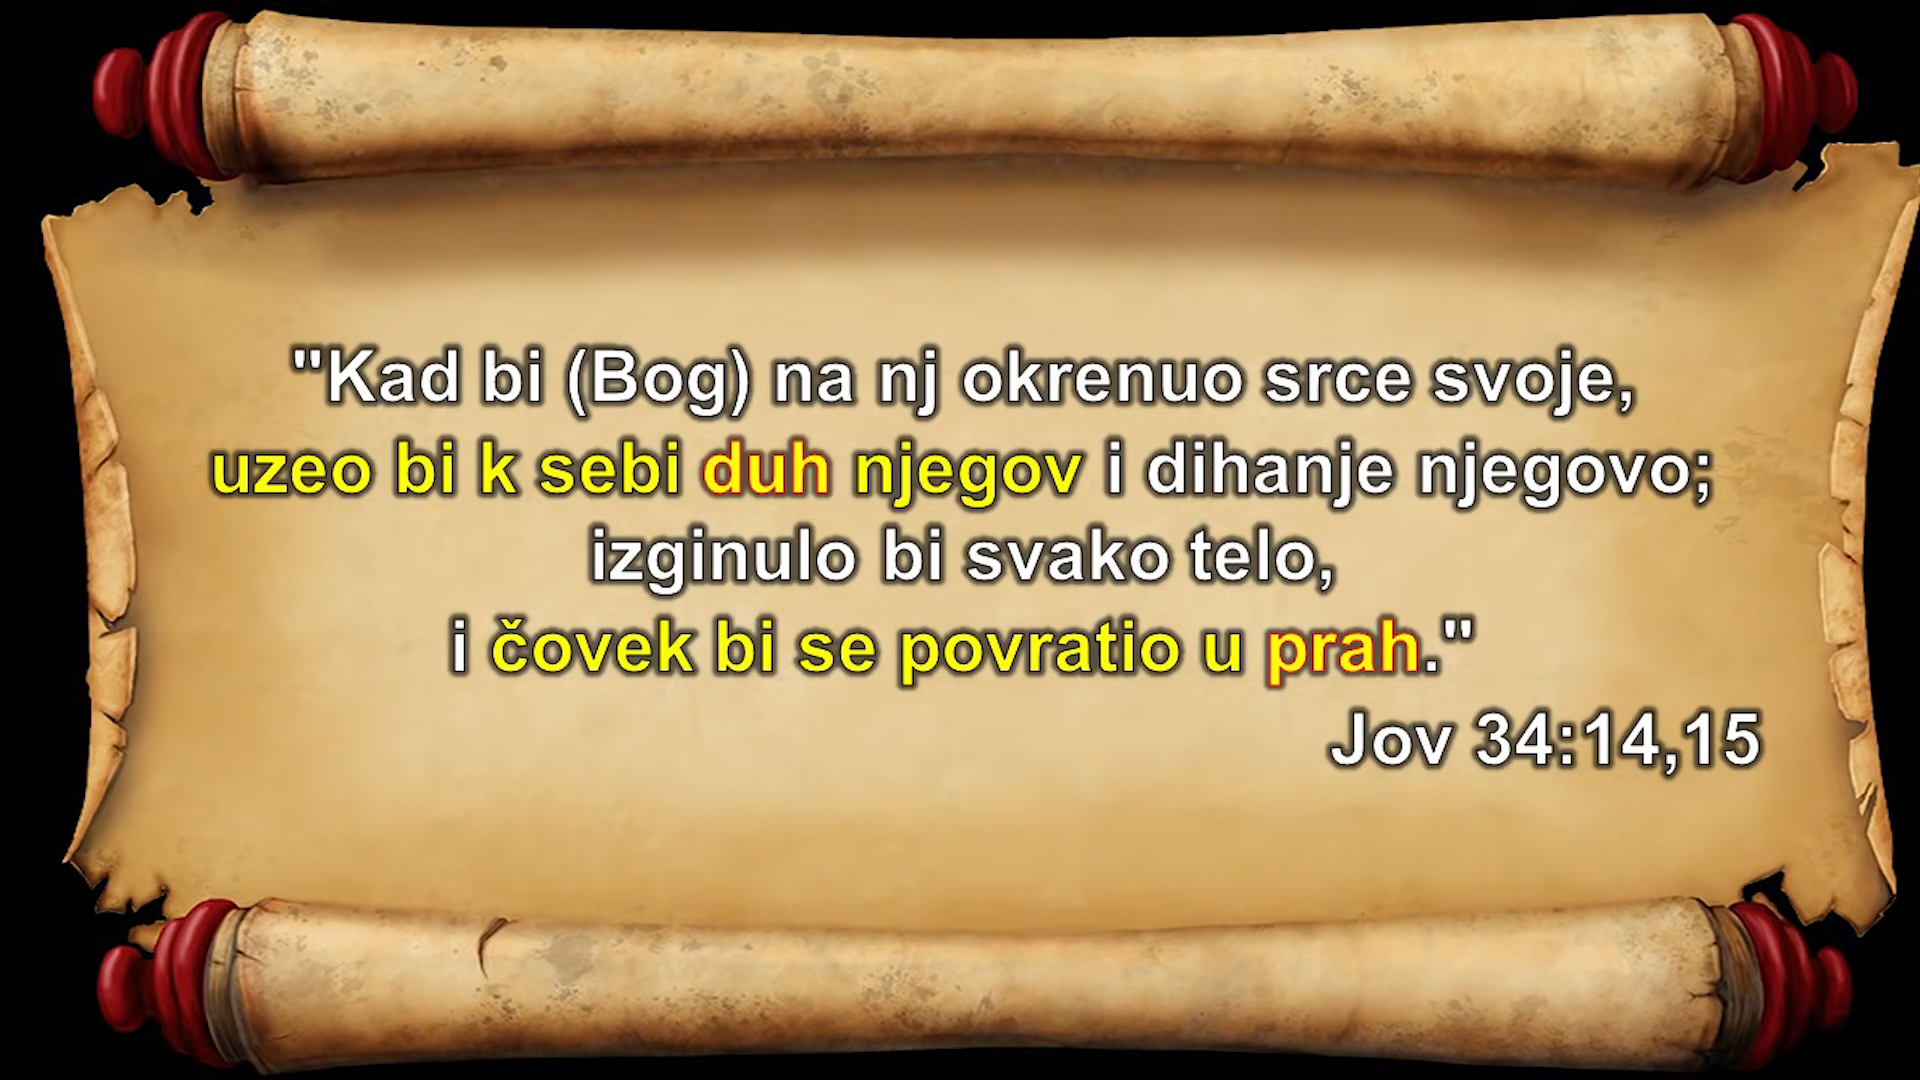 "Kad bi (Bog) na nj okrenuo srce svoje,
uzeo bi k sebi duh njegov i dihanje njegovo;
izginulo bi svako telo,
i čovek bi se povratio u prah."
Jov 34:14,15